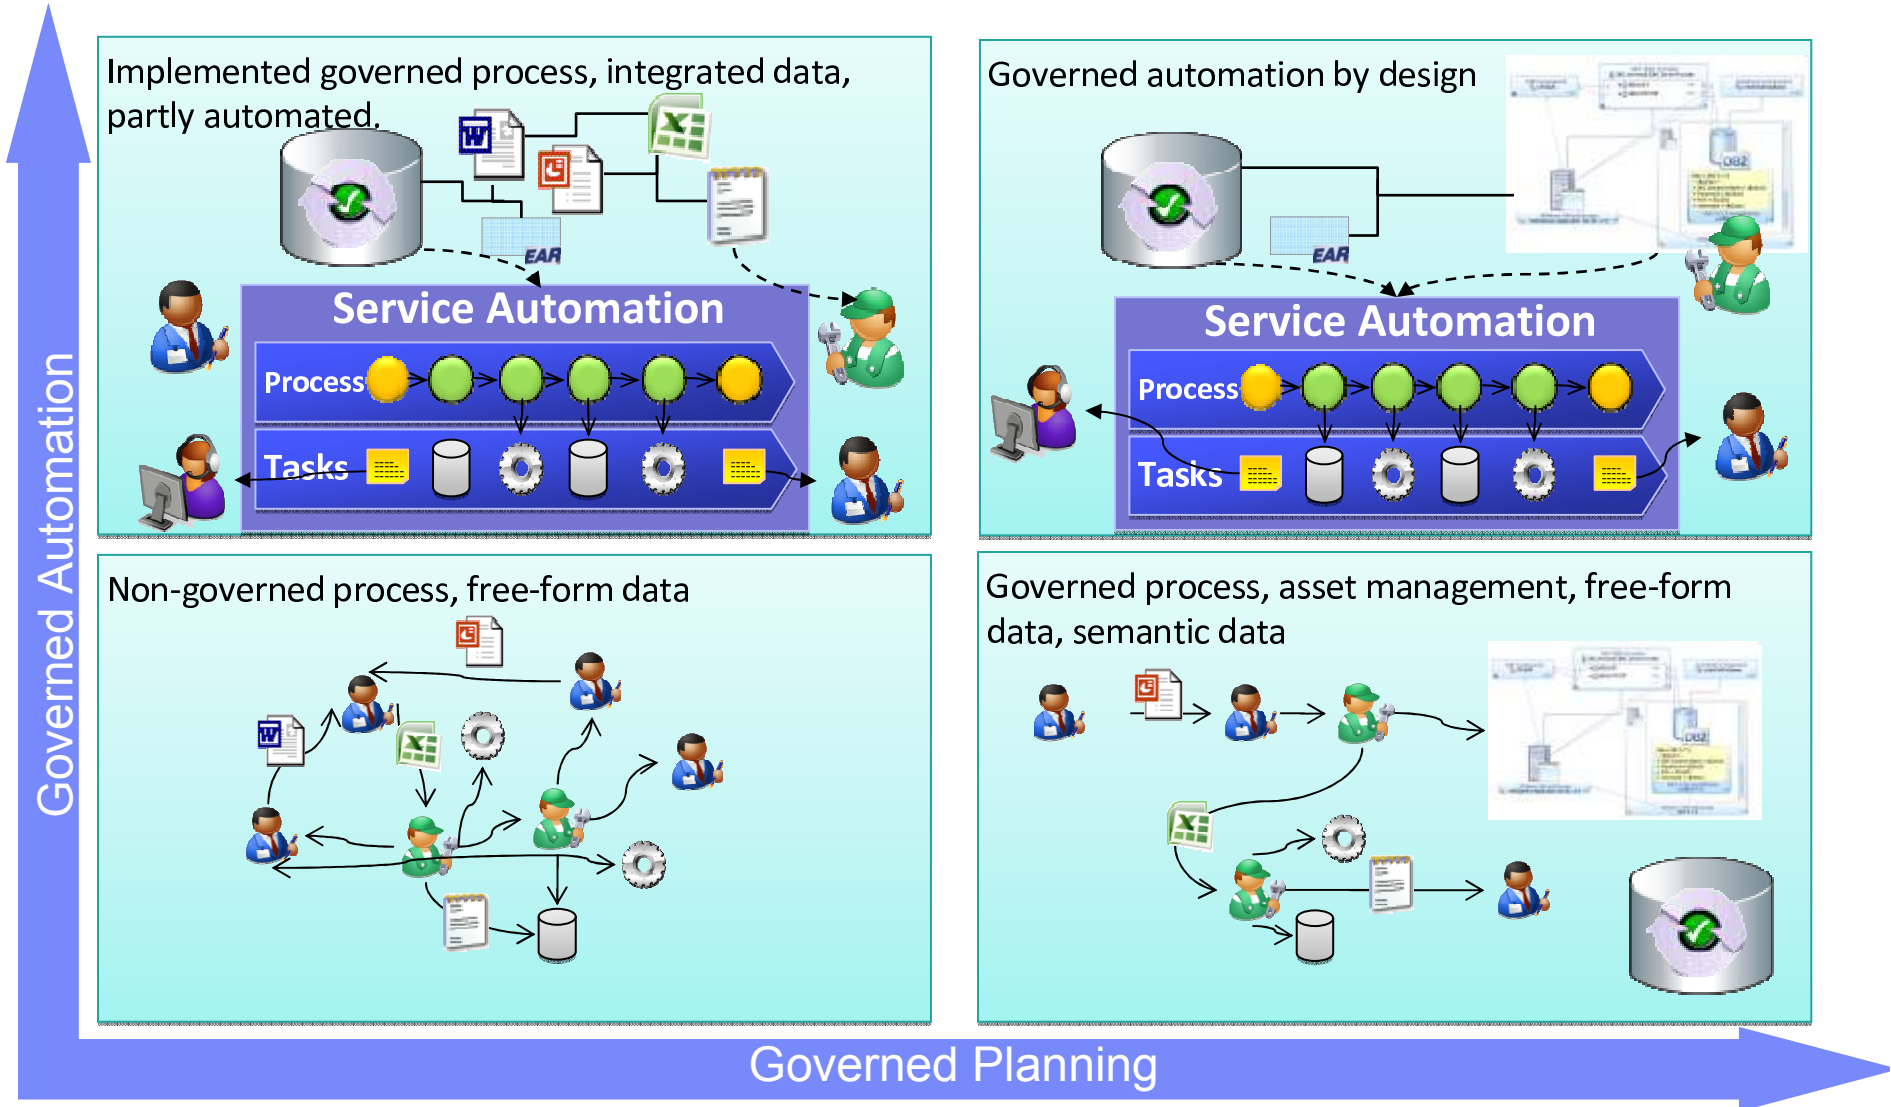 Implemented governed process, integrated data,
partly automated.
W
X
EAR
Service Automation
Process
Tasks
Governed automation by design
DB2
EAR
Service Automation
Process
Tasks
Non-governed process, free-form data
W
X
Governed process, asset management, free-form
data, semantic data
DB2
X
Governed Automation
Governed Planning